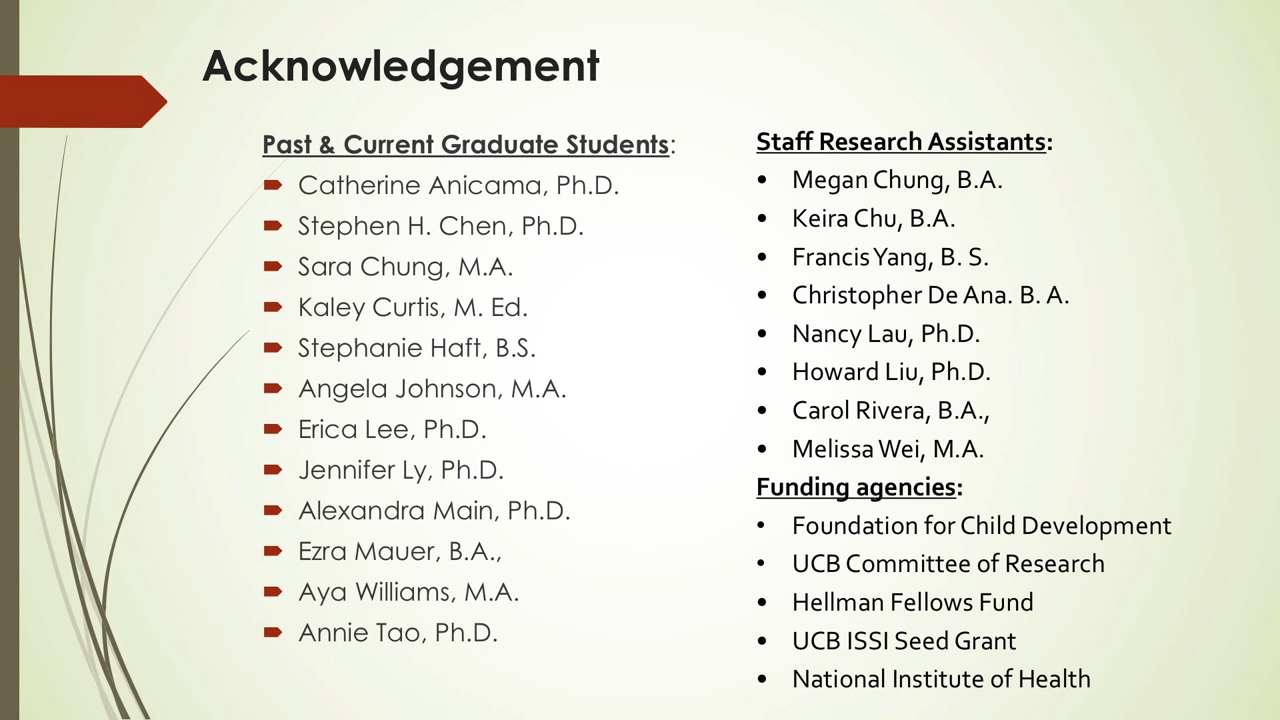 Acknowledgement
Past & Current Graduate Students:
Catherine Anicama, Ph.D.
Stephen H. Chen, Ph.D.
Sara Chung, M.A.
Kaley Curtis, M. Ed.
Stephanie Haft, B.S.
Angela Johnson, M.A.
Erica Lee, Ph.D.
Jennifer Ly, Ph.D.
Alexandra Main, Ph.D.
Ezra Mauer, B.A.,
Aya Williams, M.A.
Annie Tao, Ph.D.
Staff Research Assistants:
• Megan Chung, B.A.
• Keira Chu, B.A.
• Francis Yang, B. S.
• Christopher De Ana. B. A.
• Nancy Lau, Ph.D.
• Howard Liu, Ph.D.
• Carol Rivera, B.A.,
• Melissa Wei, M.A.
Funding agencies:
• Foundation for Child Development
• UCB Committee of Research
• Hellman Fellows Fund
• UCB ISSI Seed Grant
• National Institute of Health